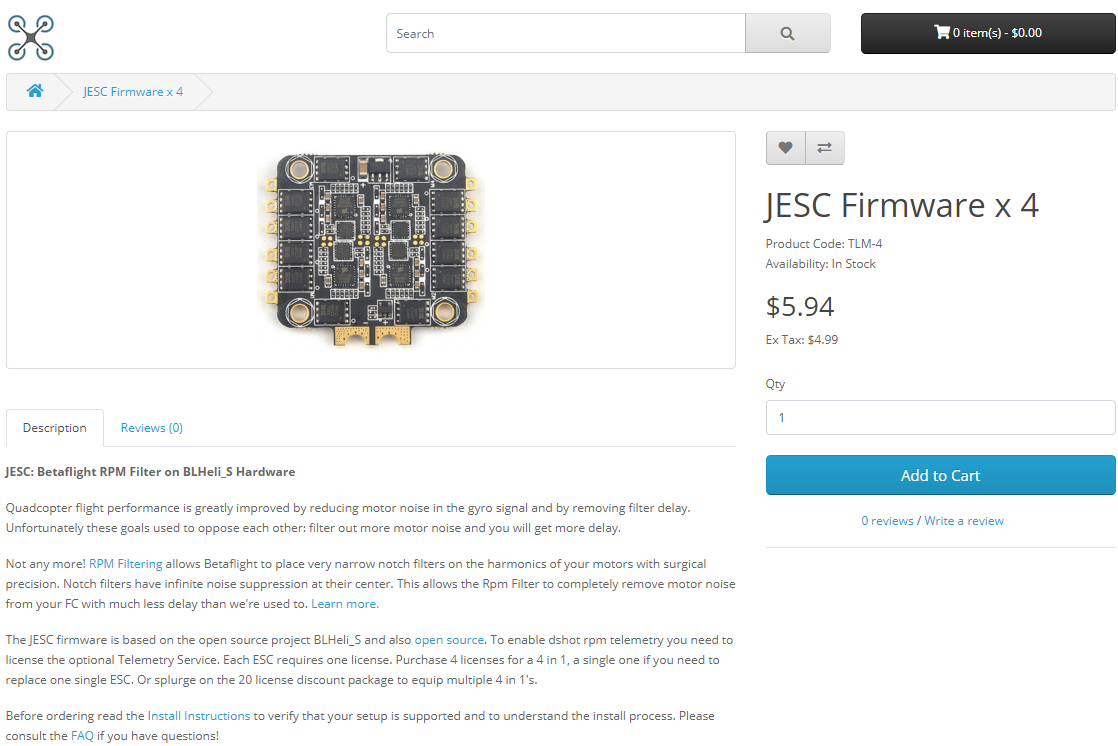 Search
0 item(s) - $0.00
JESC Firmware x 4
JESC Firmware x 4
Product Code: TLM-4
Availability: In Stock
$5.94
Ex Tax: $4.99
Qty
1
Add to Cart
0 reviews / Write a review
Description
Reviews (0)
JESC: Betaflight RPM Filter on BLHeli_S Hardware
Quadcopter flight performance is greatly improved by reducing motor noise in the gyro signal and by removing filter delay.
Unfortunately these goals used to oppose each other: filter out more motor noise and you will get more delay.
Not any more! RPM Filtering allows Betaflight to place very narrow notch filters on the harmonics of your motors with surgical
precision. Notch filters have infinite noise suppression at their center. This allows the Rpm Filter to completely remove motor noise
from your FC with much less delay than we're used to. Learn more.
The JESC firmware is based on the open source project BLHeli_S and also open source. To enable dshot rpm telemetry you need to
license the optional Telemetry Service. Each ESC requires one license. Purchase 4 licenses for a 4 in 1, a single one if you need to
replace one single ESC. Or splurge on the 20 license discount package to equip multiple 4 in 1's.
Before ordering read the Install Instructions to verify that your setup is supported and to understand the install process. Please
consult the FAQ if you have questions!